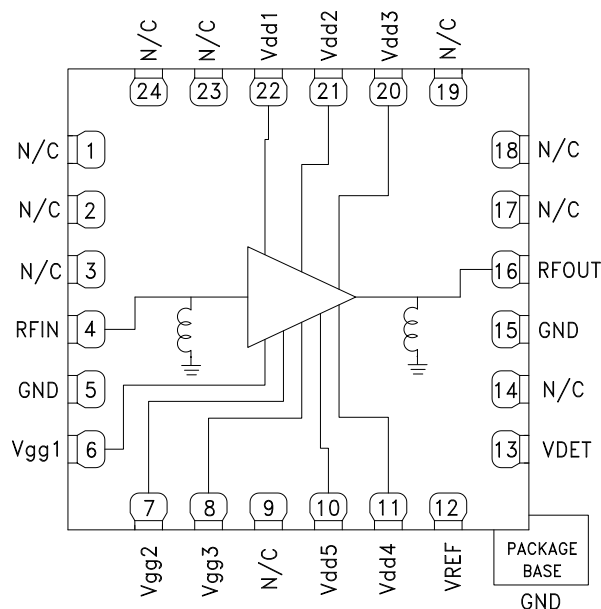 N/C
N/C
Vdd1
Vdd2
Vdd3
N/C
24
23
22
21
20
19
N/C 1
18 N/C
N/C 2
17 N/C
N/C 3
16 RFOUT
RFIN 4
15 GND
GND 5
14 N/C
Vgg1 6
13 VDET
7
8
9
10
11
12
Vgg2
Vgg3
N/C
Vdd5
Vdd4
VREF
PACKAGE
BASE
GND